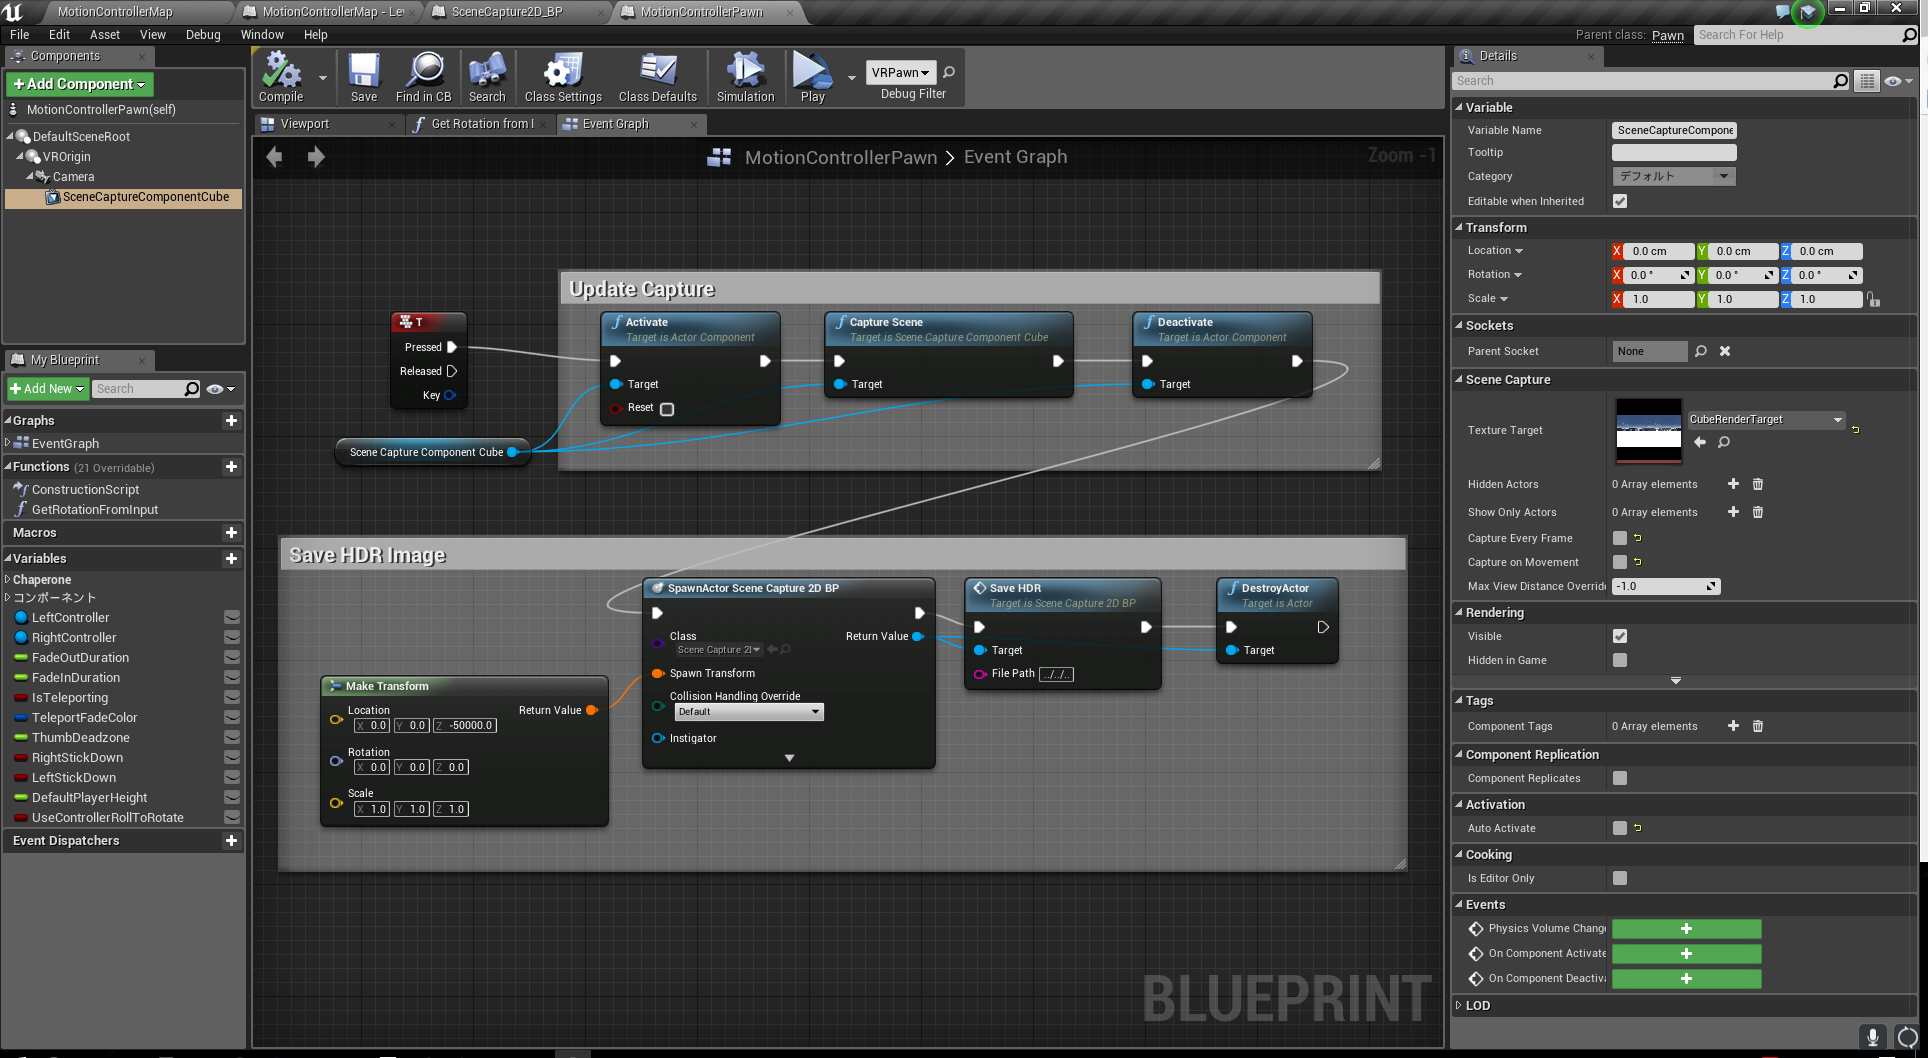 MotionControllerMap
MotionControllerMap - Le
SceneCapture2D_BP
MotionControllerPawn
File Edit Asset View Debug Window Help
Parent class: Pawn
Search For Help
Components
+Add Component
MotionControllerPawn(self)
DefaultSceneRoot
VROrigin
Camera
SceneCaptureComponentCube
Compile
Save
Find in CB
Search
Class Settings
Class Defaults
Simulation
Play
VRPawn
Debug Filter
Viewport
Get Rotation from I
Event Graph
MotionControllerPawn > Event Graph
Zoom -1
My Blueprint
+Add New
Search
Graphs
EventGraph
Functions (21 Overridable)
ConstructionScript
GetRotationFromInput
Macros
Variables
Chaperone
コンポーネント
LeftController
RightController
FadeOutDuration
FadeInDuration
IsTeleporting
TeleportFadeColor
ThumbDeadzone
RightStickDown
LeftStickDown
DefaultPlayerHeight
UseControllerRollToRotate
Event Dispatchers
Update Capture
T
Pressed
Released
Key
Scene Capture Component Cube
Activate
Target is Actor Component
Target
Reset
Capture Scene
Target is Scene Capture Component Cube
Target
Deactivate
Target is Actor Component
Target
Save HDR Image
Make Transform
Location
X 0.0 Y 0.0 Z -50000.0
Return Value
Rotation
X 0.0 Y 0.0 Z 0.0
Scale
X 1.0 Y 1.0 Z 1.0
SpawnActor Scene Capture 2D BP
Class
Scene Capture 2
Return Value
Spawn Transform
Collision Handling Override
Default
Instigator
Save HDR
Target is Scene Capture 2D BP
Target
File Path ../../..
DestroyActor
Target is Actor
Target
BLUEPRINT
Details
Search
Variable
Variable Name SceneCaptureCompone
Tooltip
Category デフォルト
Editable when Inherited
Transform
Location X 0.0 cm Y 0.0 cm Z 0.0 cm
Rotation X 0.0 ° Y 0.0 ° Z 0.0 °
Scale X 1.0 Y 1.0 Z 1.0
Sockets
Parent Socket None
Scene Capture
Texture Target CubeRenderTarget
Hidden Actors 0 Array elements
Show Only Actors 0 Array elements
Capture Every Frame
Capture on Movement
Max View Distance Override -1.0
Rendering
Visible
Hidden in Game
Tags
Component Tags 0 Array elements
Component Replication
Component Replicates
Activation
Auto Activate
Cooking
Is Editor Only
Events
Physics Volume Change
On Component Activate
On Component Deactiva
LOD